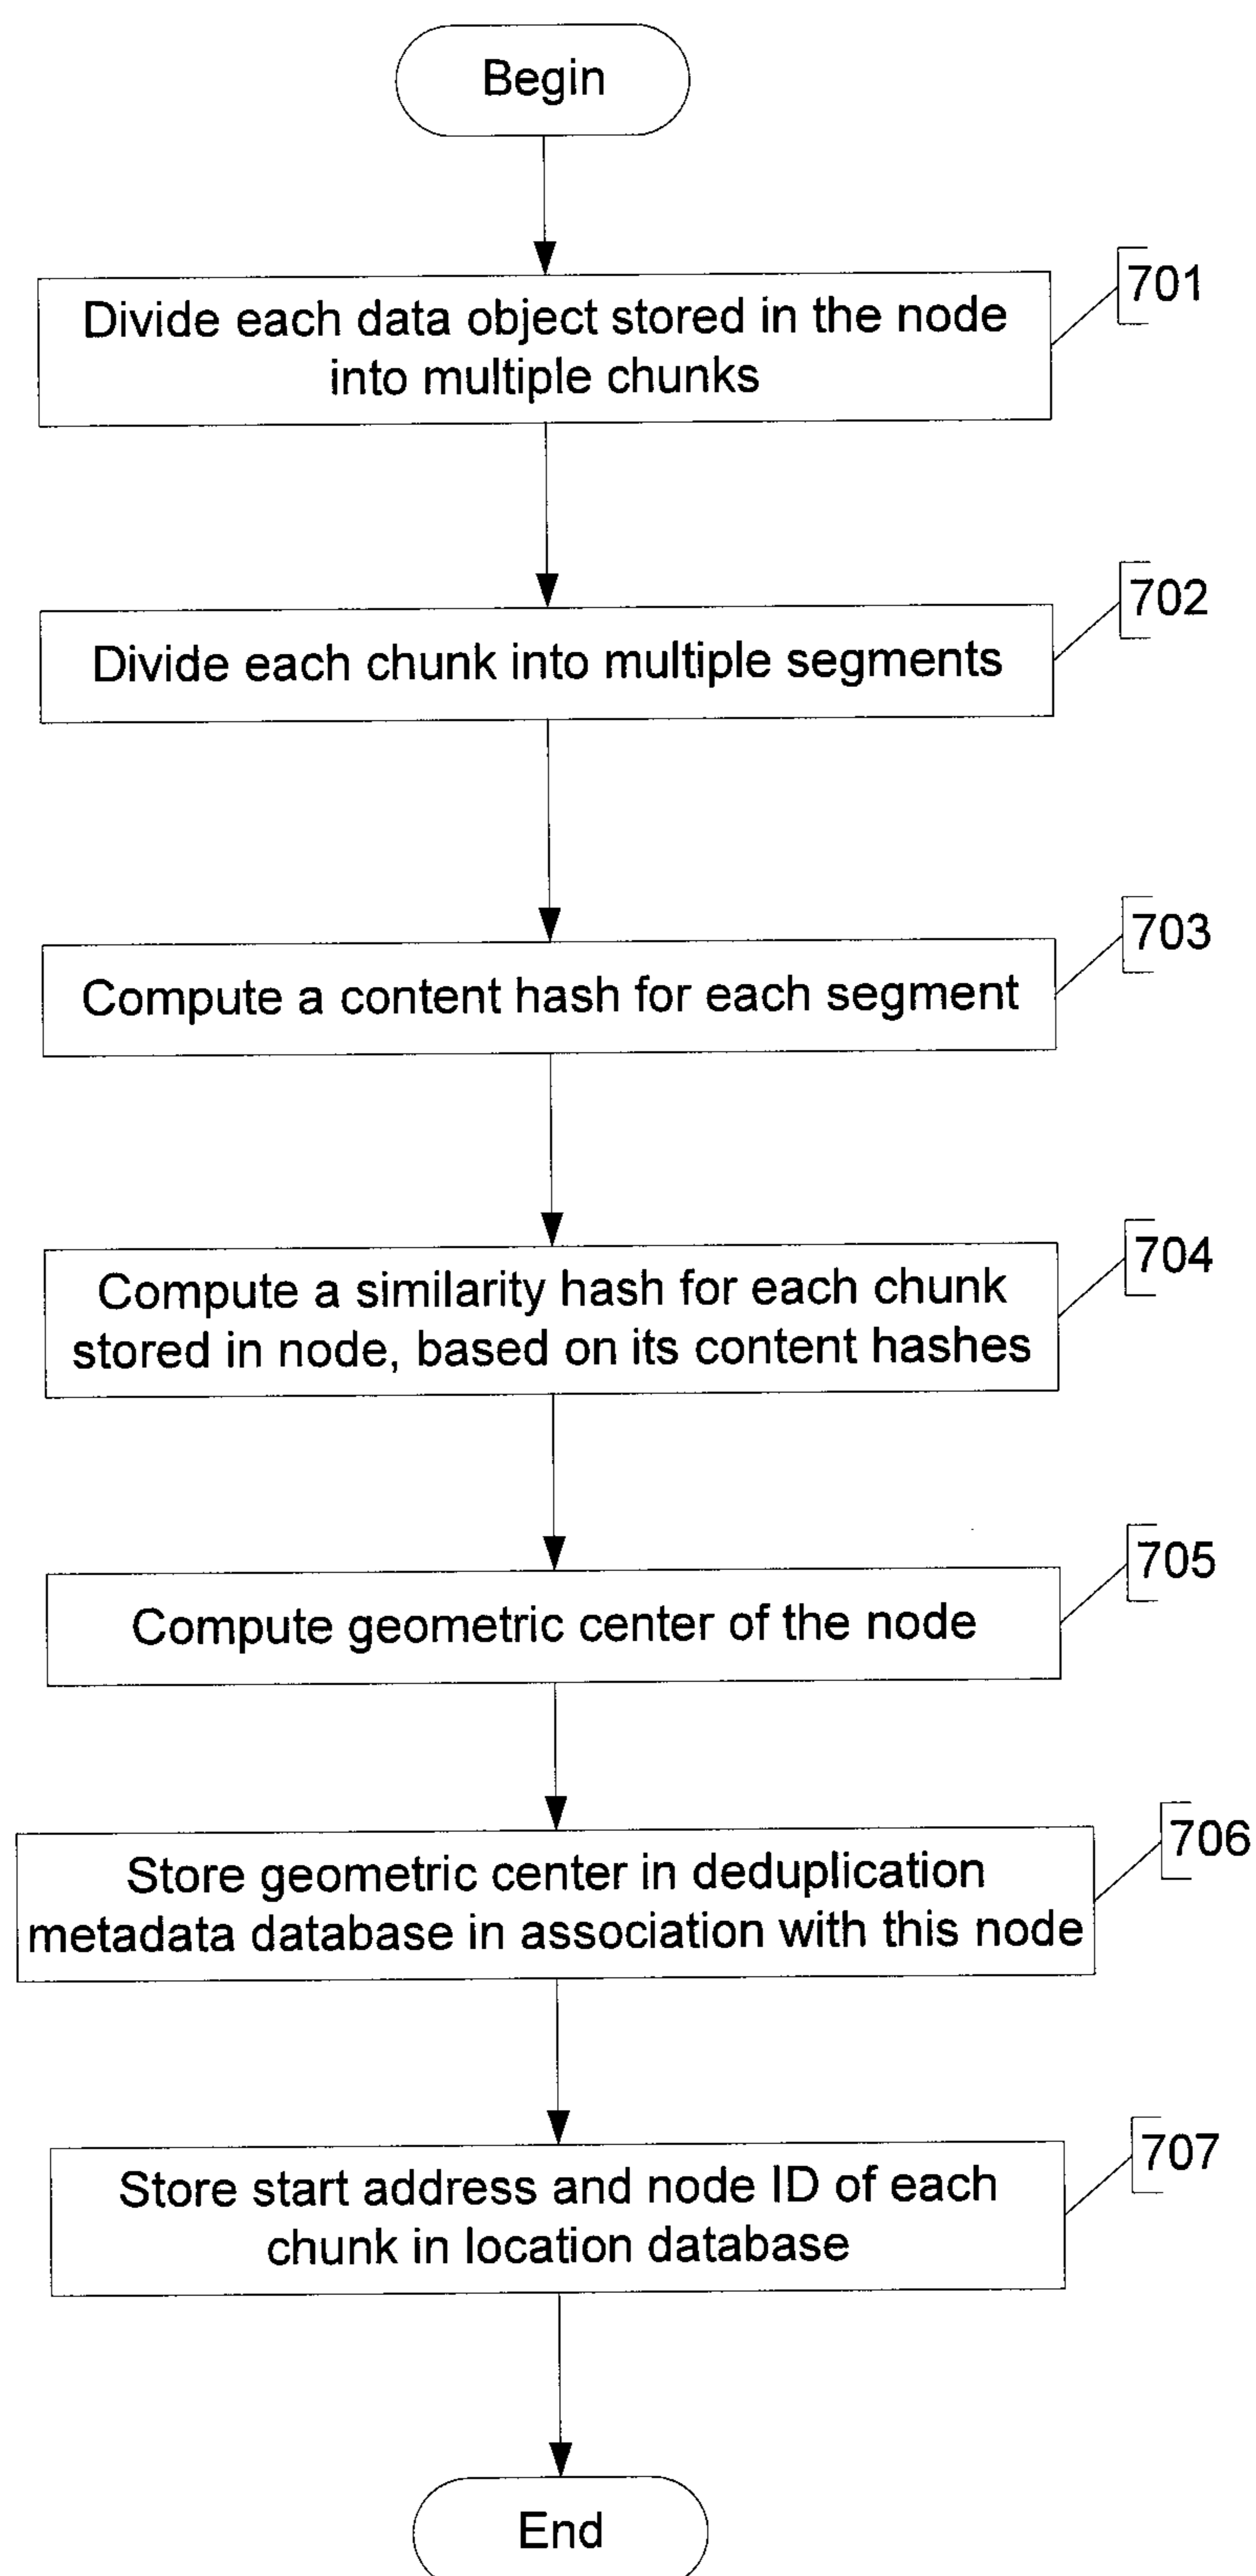 Begin
701
Divide each data object stored in the node
into multiple chunks
702
Divide each chunk into multiple segments
703
Compute a content hash for each segment
704
Compute a similarity hash for each chunk
stored in node, based on its content hashes
705
Compute geometric center of the node
706
Store geometric center in deduplication
metadata database in association with this node
707
Store start address and node ID of each
chunk in location database
End